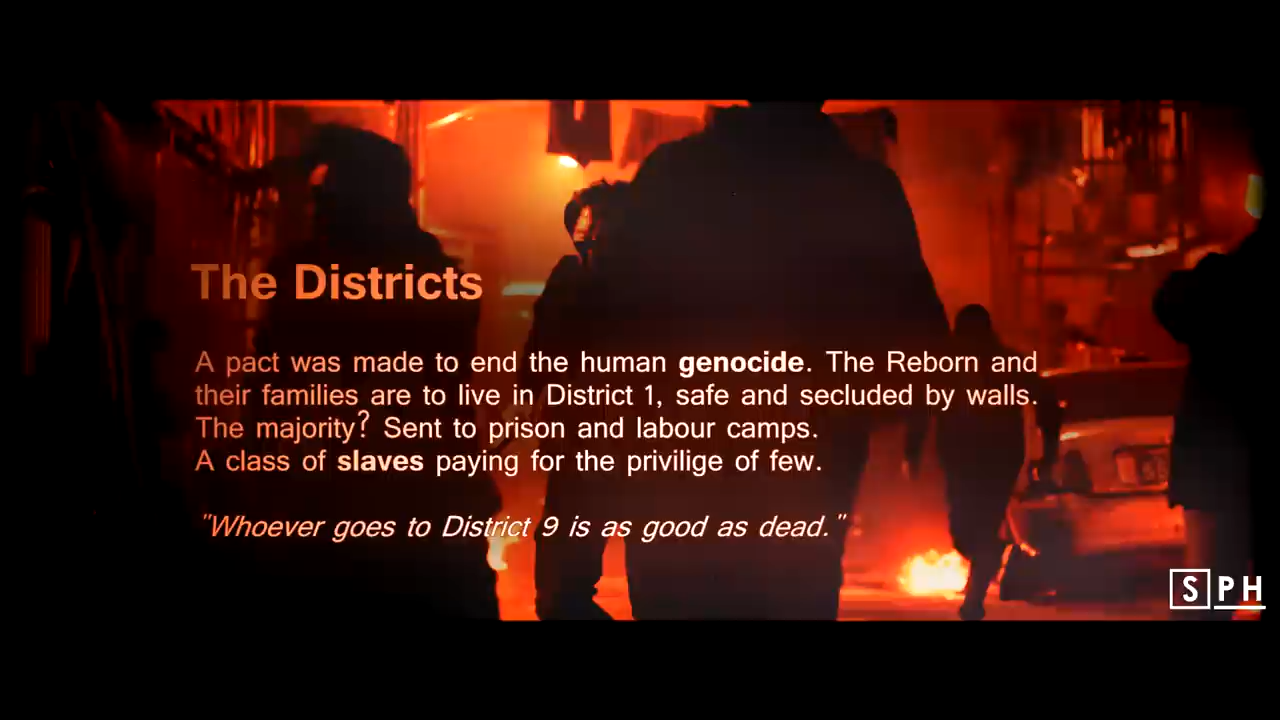 The Districts
A pact was made to end the human genocide. The Reborn and
their families are to live in District 1, safe and secluded by walls.
The majority? Sent to prison and labour camps.
A class of slaves paying for the privilige of few.
"Whoever goes to District 9 is as good as dead."
SPH